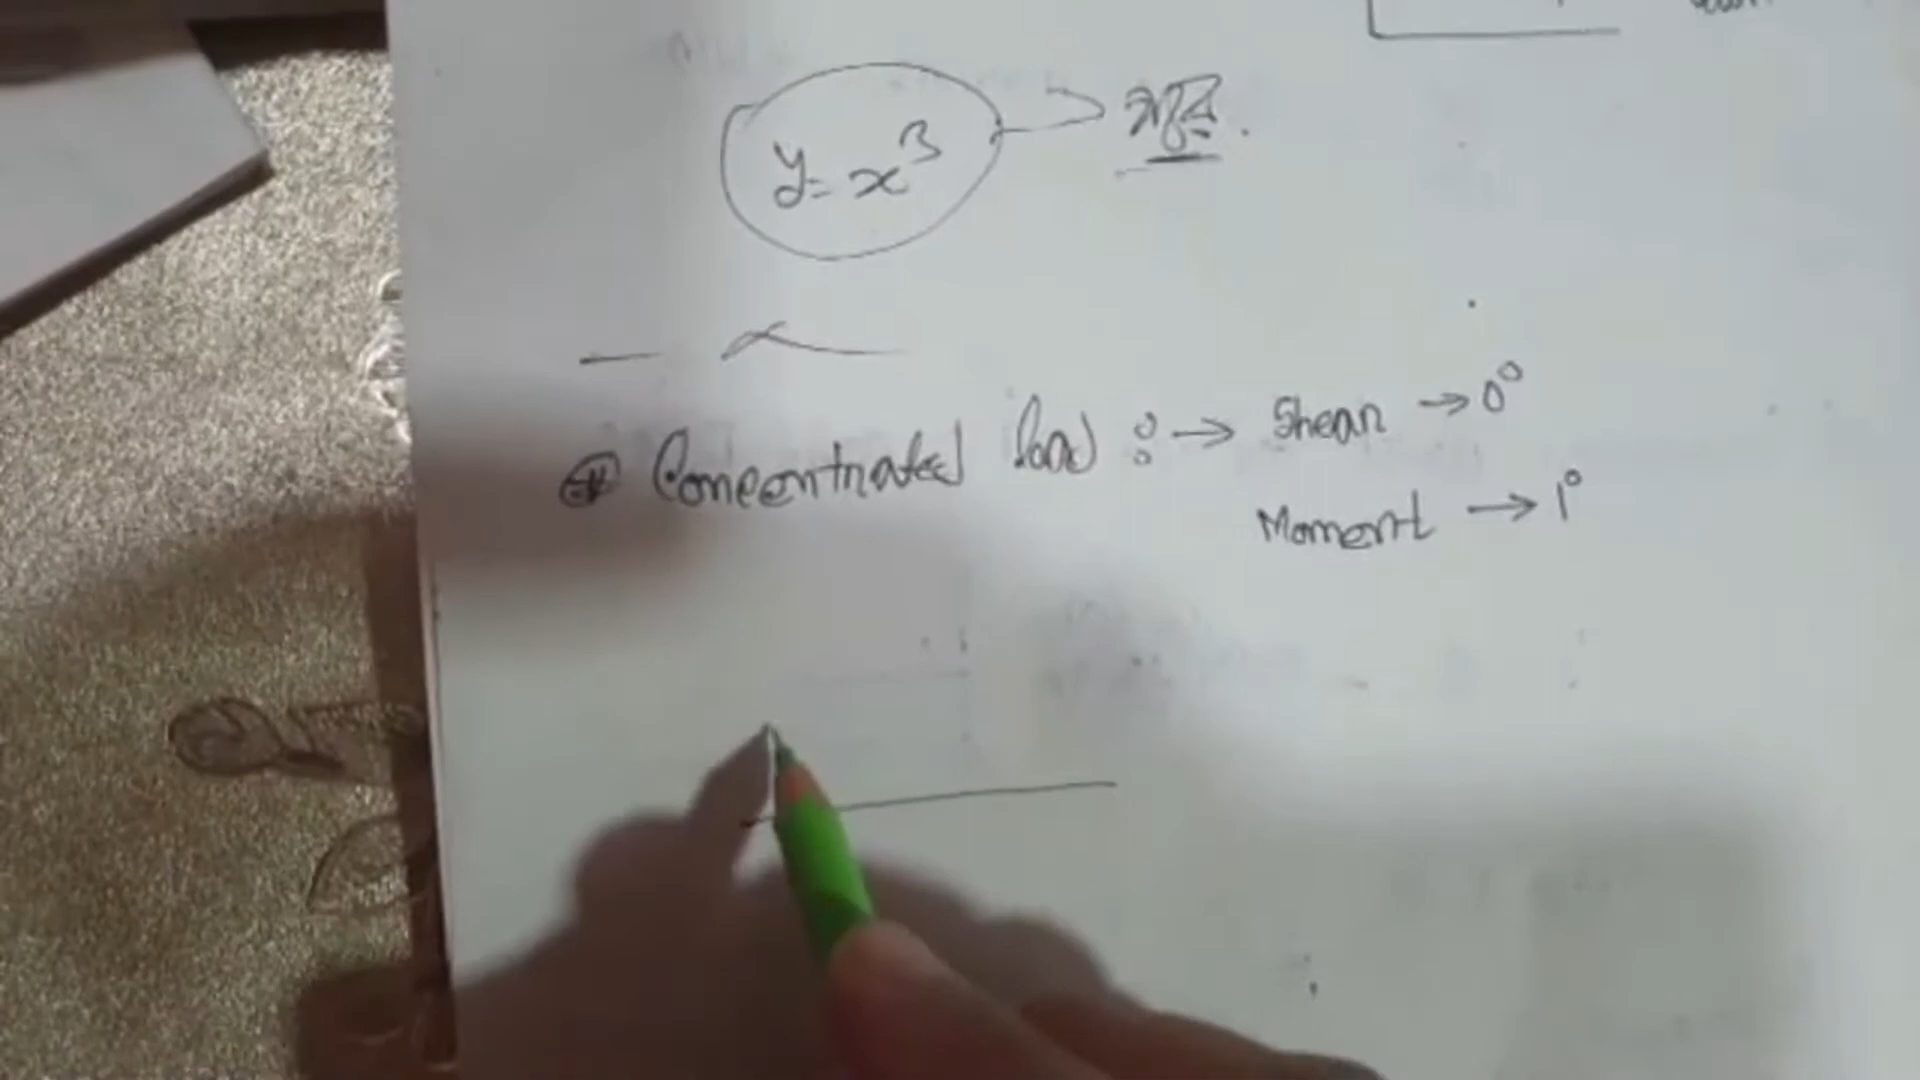 y = x³ →
⊛ Concentrated load : → Shear → 0°
Moment → 1°